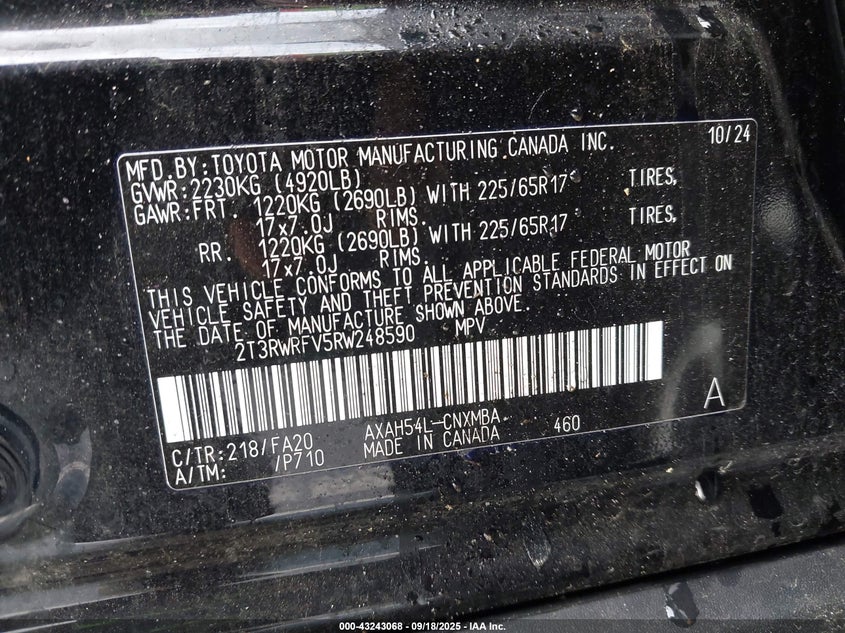 MFD.BY:TOYOTA MOTOR MANUFACTURING CANADA INC. 10/24
GVWR:2230KG (4920LB)
GAWR:FRT. 1220KG (2690LB) WITH 225/65R17 TIRES,
17x7.0J RIMS.
RR. 1220KG (2690LB) WITH 225/65R17 TIRES,
17x7.0J RIMS.
THIS VEHICLE CONFORMS TO ALL APPLICABLE FEDERAL MOTOR
VEHICLE SAFETY AND THEFT PREVENTION STANDARDS IN EFFECT ON
THE DATE OF MANUFACTURE SHOWN ABOVE.
2T3RWRFV5RW248590 MPV
A
C/TR:218/FA20 AXAH54L-CNXMBA 460
A/TM: /P710 MADE IN CANADA
000-43243068 - 09/18/2025 - IAA Inc.